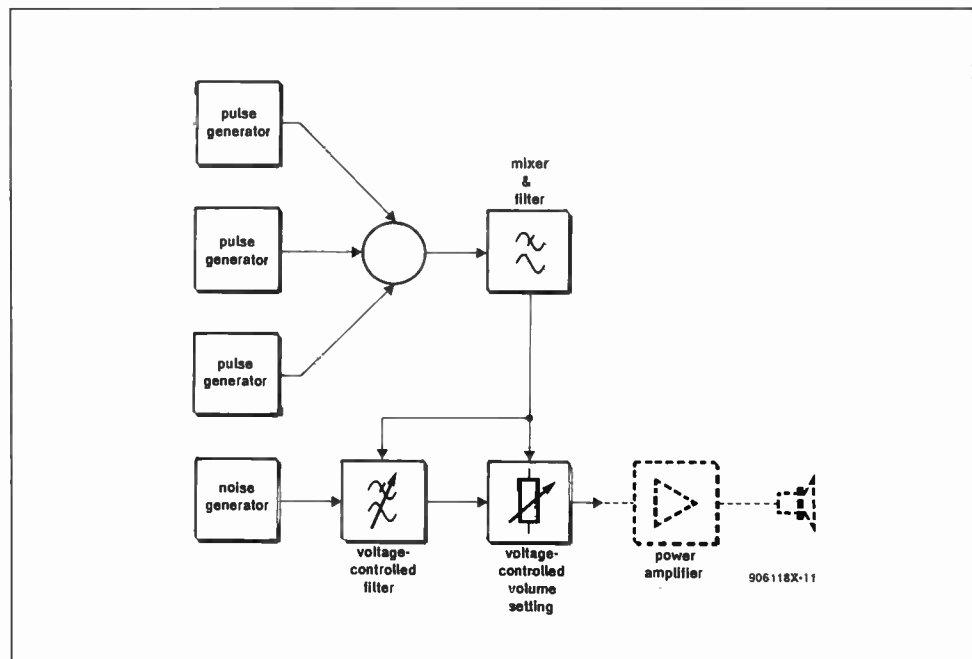 pulse
generator
mixer
&
filter
pulse
generator
pulse
generator
noise
generator
voltage-
controlled
filter
voltage-
controlled
volume
setting
power
amplifier
906118X-11